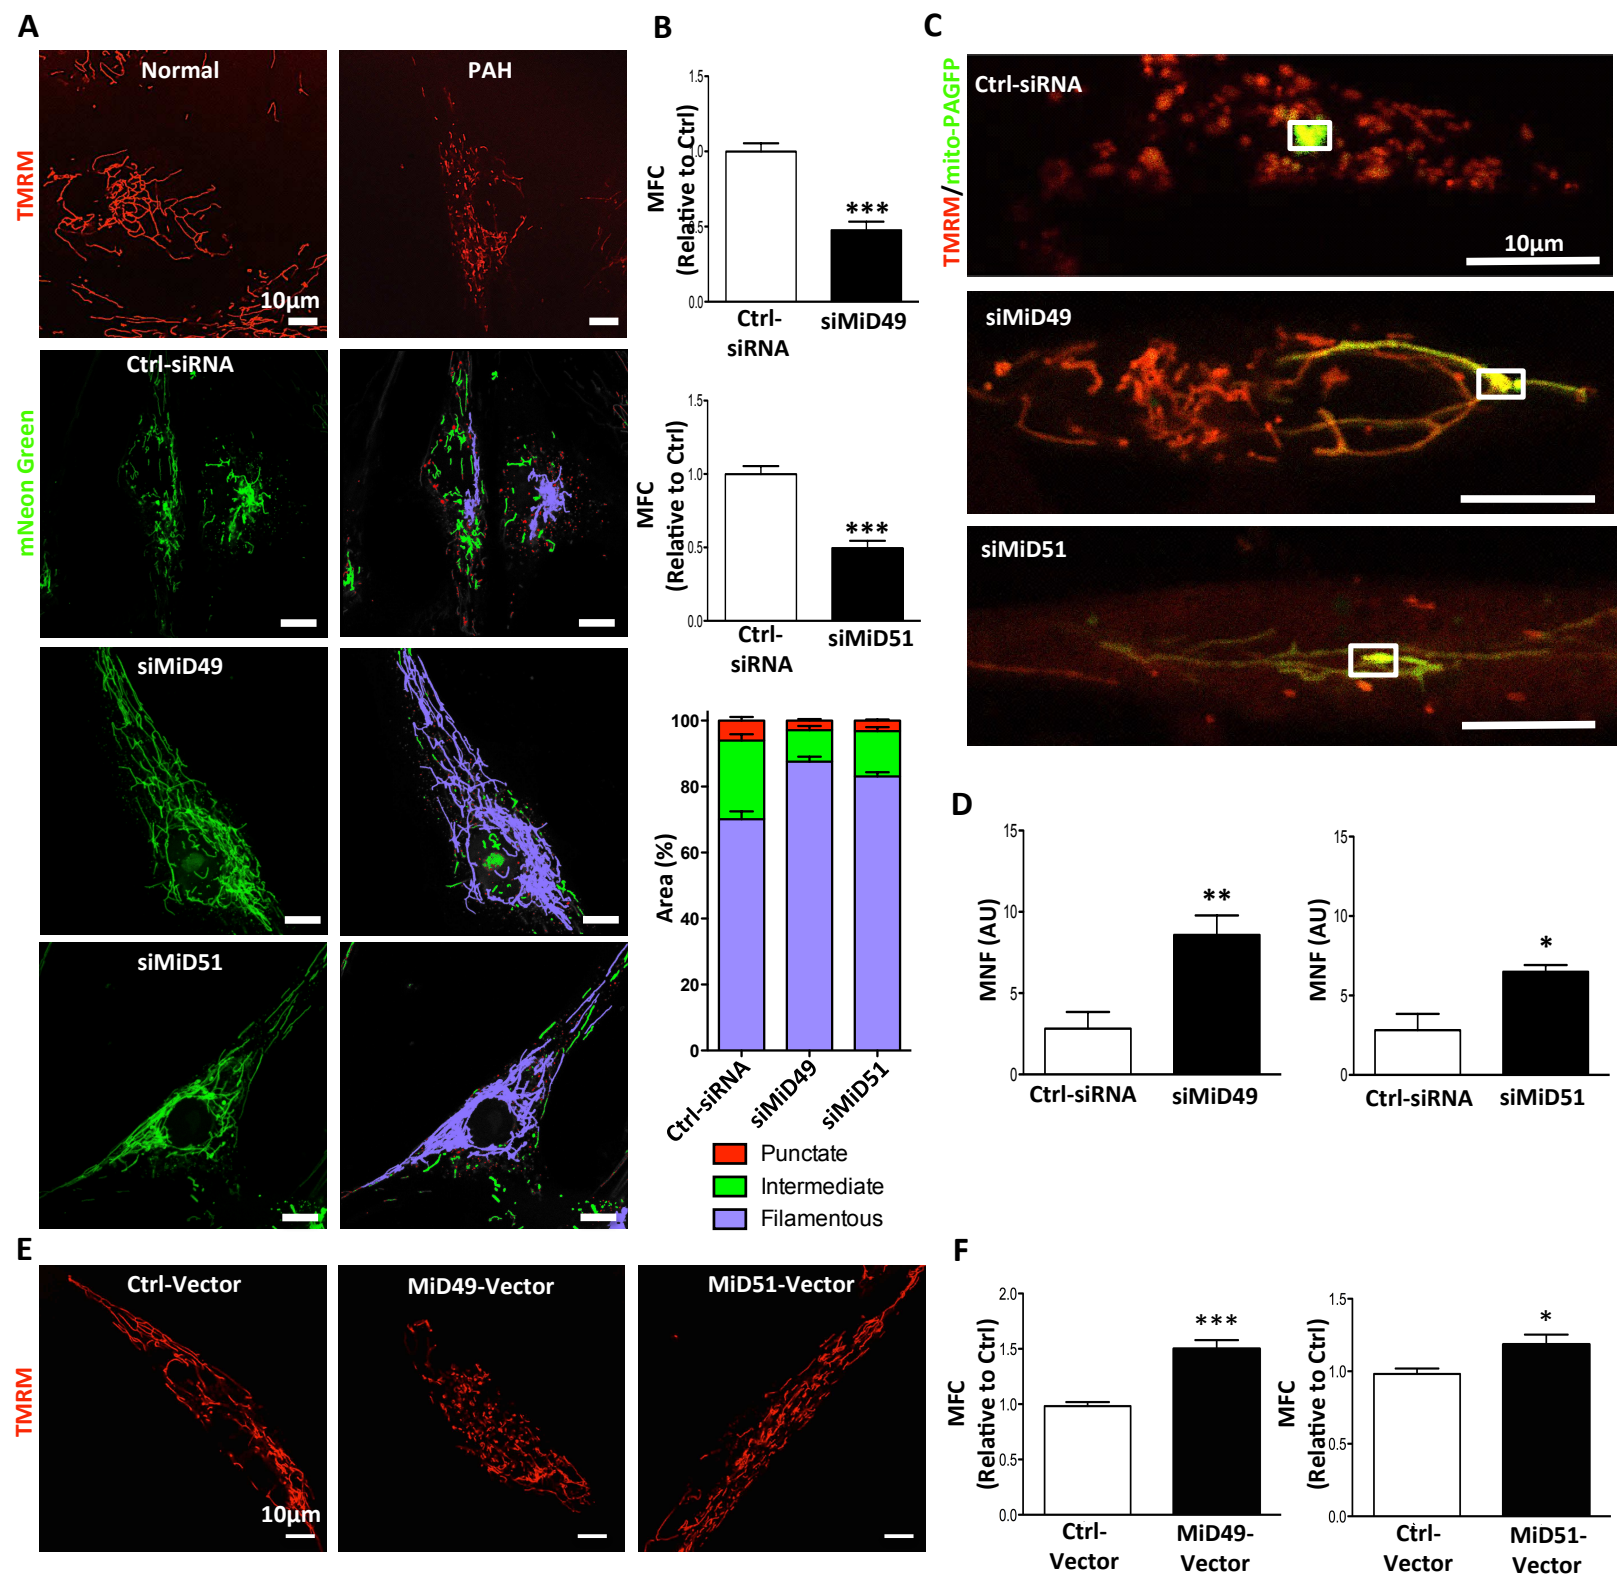 A
Normal
PAH
TMRM
10μm
Ctrl-siRNA
mNeon Green
siMiD49
siMiD51
B
1.5
1.0
0.5
0.0
MFC
(Relative to Ctrl)
***
Ctrl-
siRNA
siMiD49
1.5
1.0
0.5
0.0
MFC
(Relative to Ctrl)
***
Ctrl-
siRNA
siMiD51
100
80
60
40
20
0
Area (%)
Ctrl-siRNA
siMiD49
siMiD51
Punctate
Intermediate
Filamentous
C
TMRM/mito-PAGFP
Ctrl-siRNA
10μm
siMiD49
siMiD51
D
15
10
5
0
MNF (AU)
**
Ctrl-siRNA
siMiD49
15
10
5
0
MNF (AU)
*
Ctrl-siRNA
siMiD51
E
TMRM
Ctrl-Vector
10μm
MiD49-Vector
MiD51-Vector
F
2.0
1.5
1.0
0.5
0.0
MFC
(Relative to Ctrl)
***
Ctrl-
Vector
MiD49-
Vector
1.5
1.0
0.5
0.0
MFC
(Relative to Ctrl)
*
Ctrl-
Vector
MiD51-
Vector